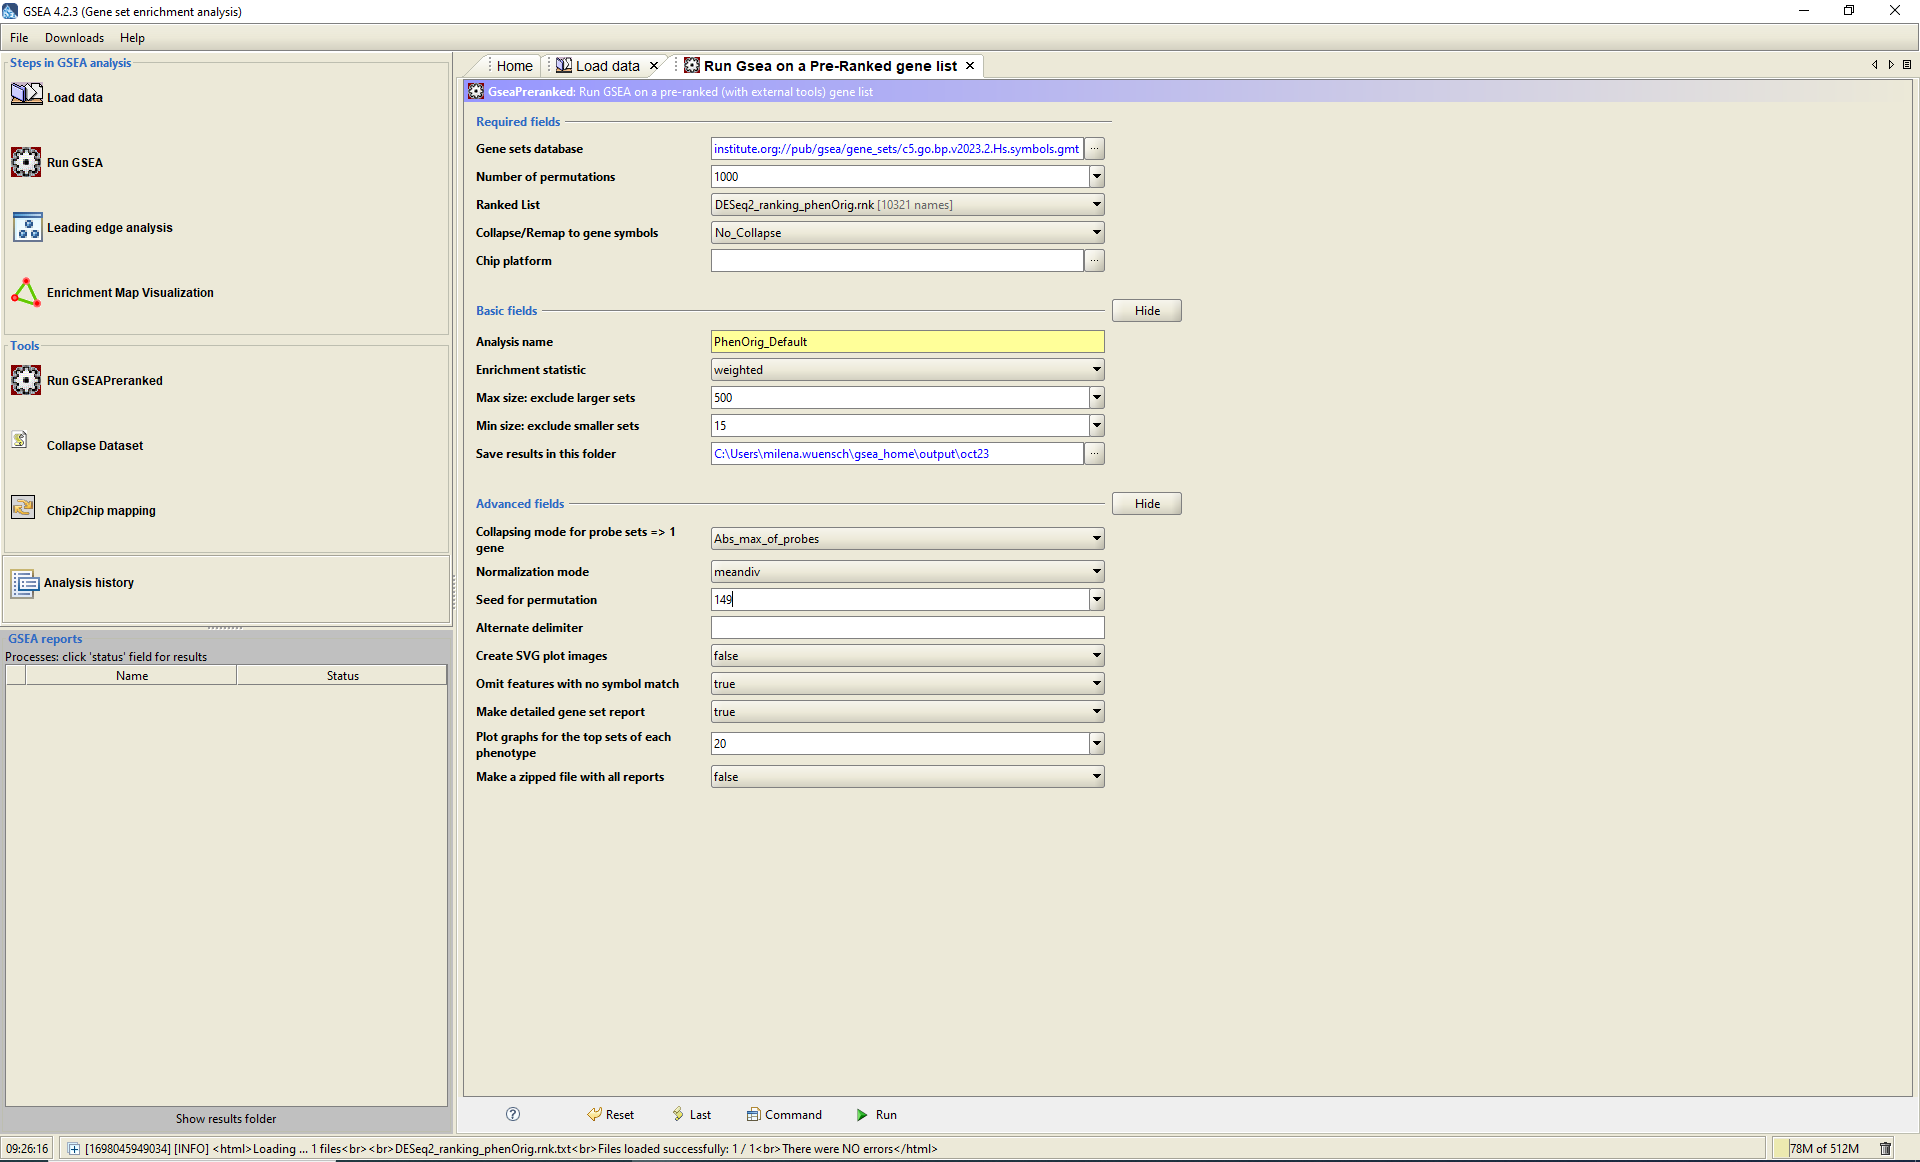 GSEA 4.2.3 (Gene set enrichment analysis)
File Downloads Help
Steps in GSEA analysis
Load data
Run GSEA
Leading edge analysis
Enrichment Map Visualization
Tools
Run GSEAPreranked
Collapse Dataset
Chip2Chip mapping
Analysis history
GSEA reports
Processes: click 'status' field for results
Name Status
Show results folder
Home Load data Run Gsea on a Pre-Ranked gene list
GseaPreranked: Run GSEA on a pre-ranked (with external tools) gene list
Required fields
Gene sets database institute.org://pub/gsea/gene_sets/c5.go.bp.v2023.2.Hs.symbols.gmt ...
Number of permutations 1000
Ranked List DESeq2_ranking_phenOrig.rnk [10321 names]
Collapse/Remap to gene symbols No_Collapse
Chip platform ...
Basic fields Hide
Analysis name PhenOrig_Default
Enrichment statistic weighted
Max size: exclude larger sets 500
Min size: exclude smaller sets 15
Save results in this folder C:\Users\milena.wuensch\gsea_home\output\oct23 ...
Advanced fields Hide
Collapsing mode for probe sets => 1
gene Abs_max_of_probes
Normalization mode meandiv
Seed for permutation 149
Alternate delimiter
Create SVG plot images false
Omit features with no symbol match true
Make detailed gene set report true
Plot graphs for the top sets of each
phenotype 20
Make a zipped file with all reports false
? Reset Last Command Run
09:26:16 [1698045949034] [INFO] <html>Loading ... 1 files<br><br>DESeq2_ranking_phenOrig.rnk.txt<br>Files loaded successfully: 1 / 1<br>There were NO errors</html> 78M of 512M